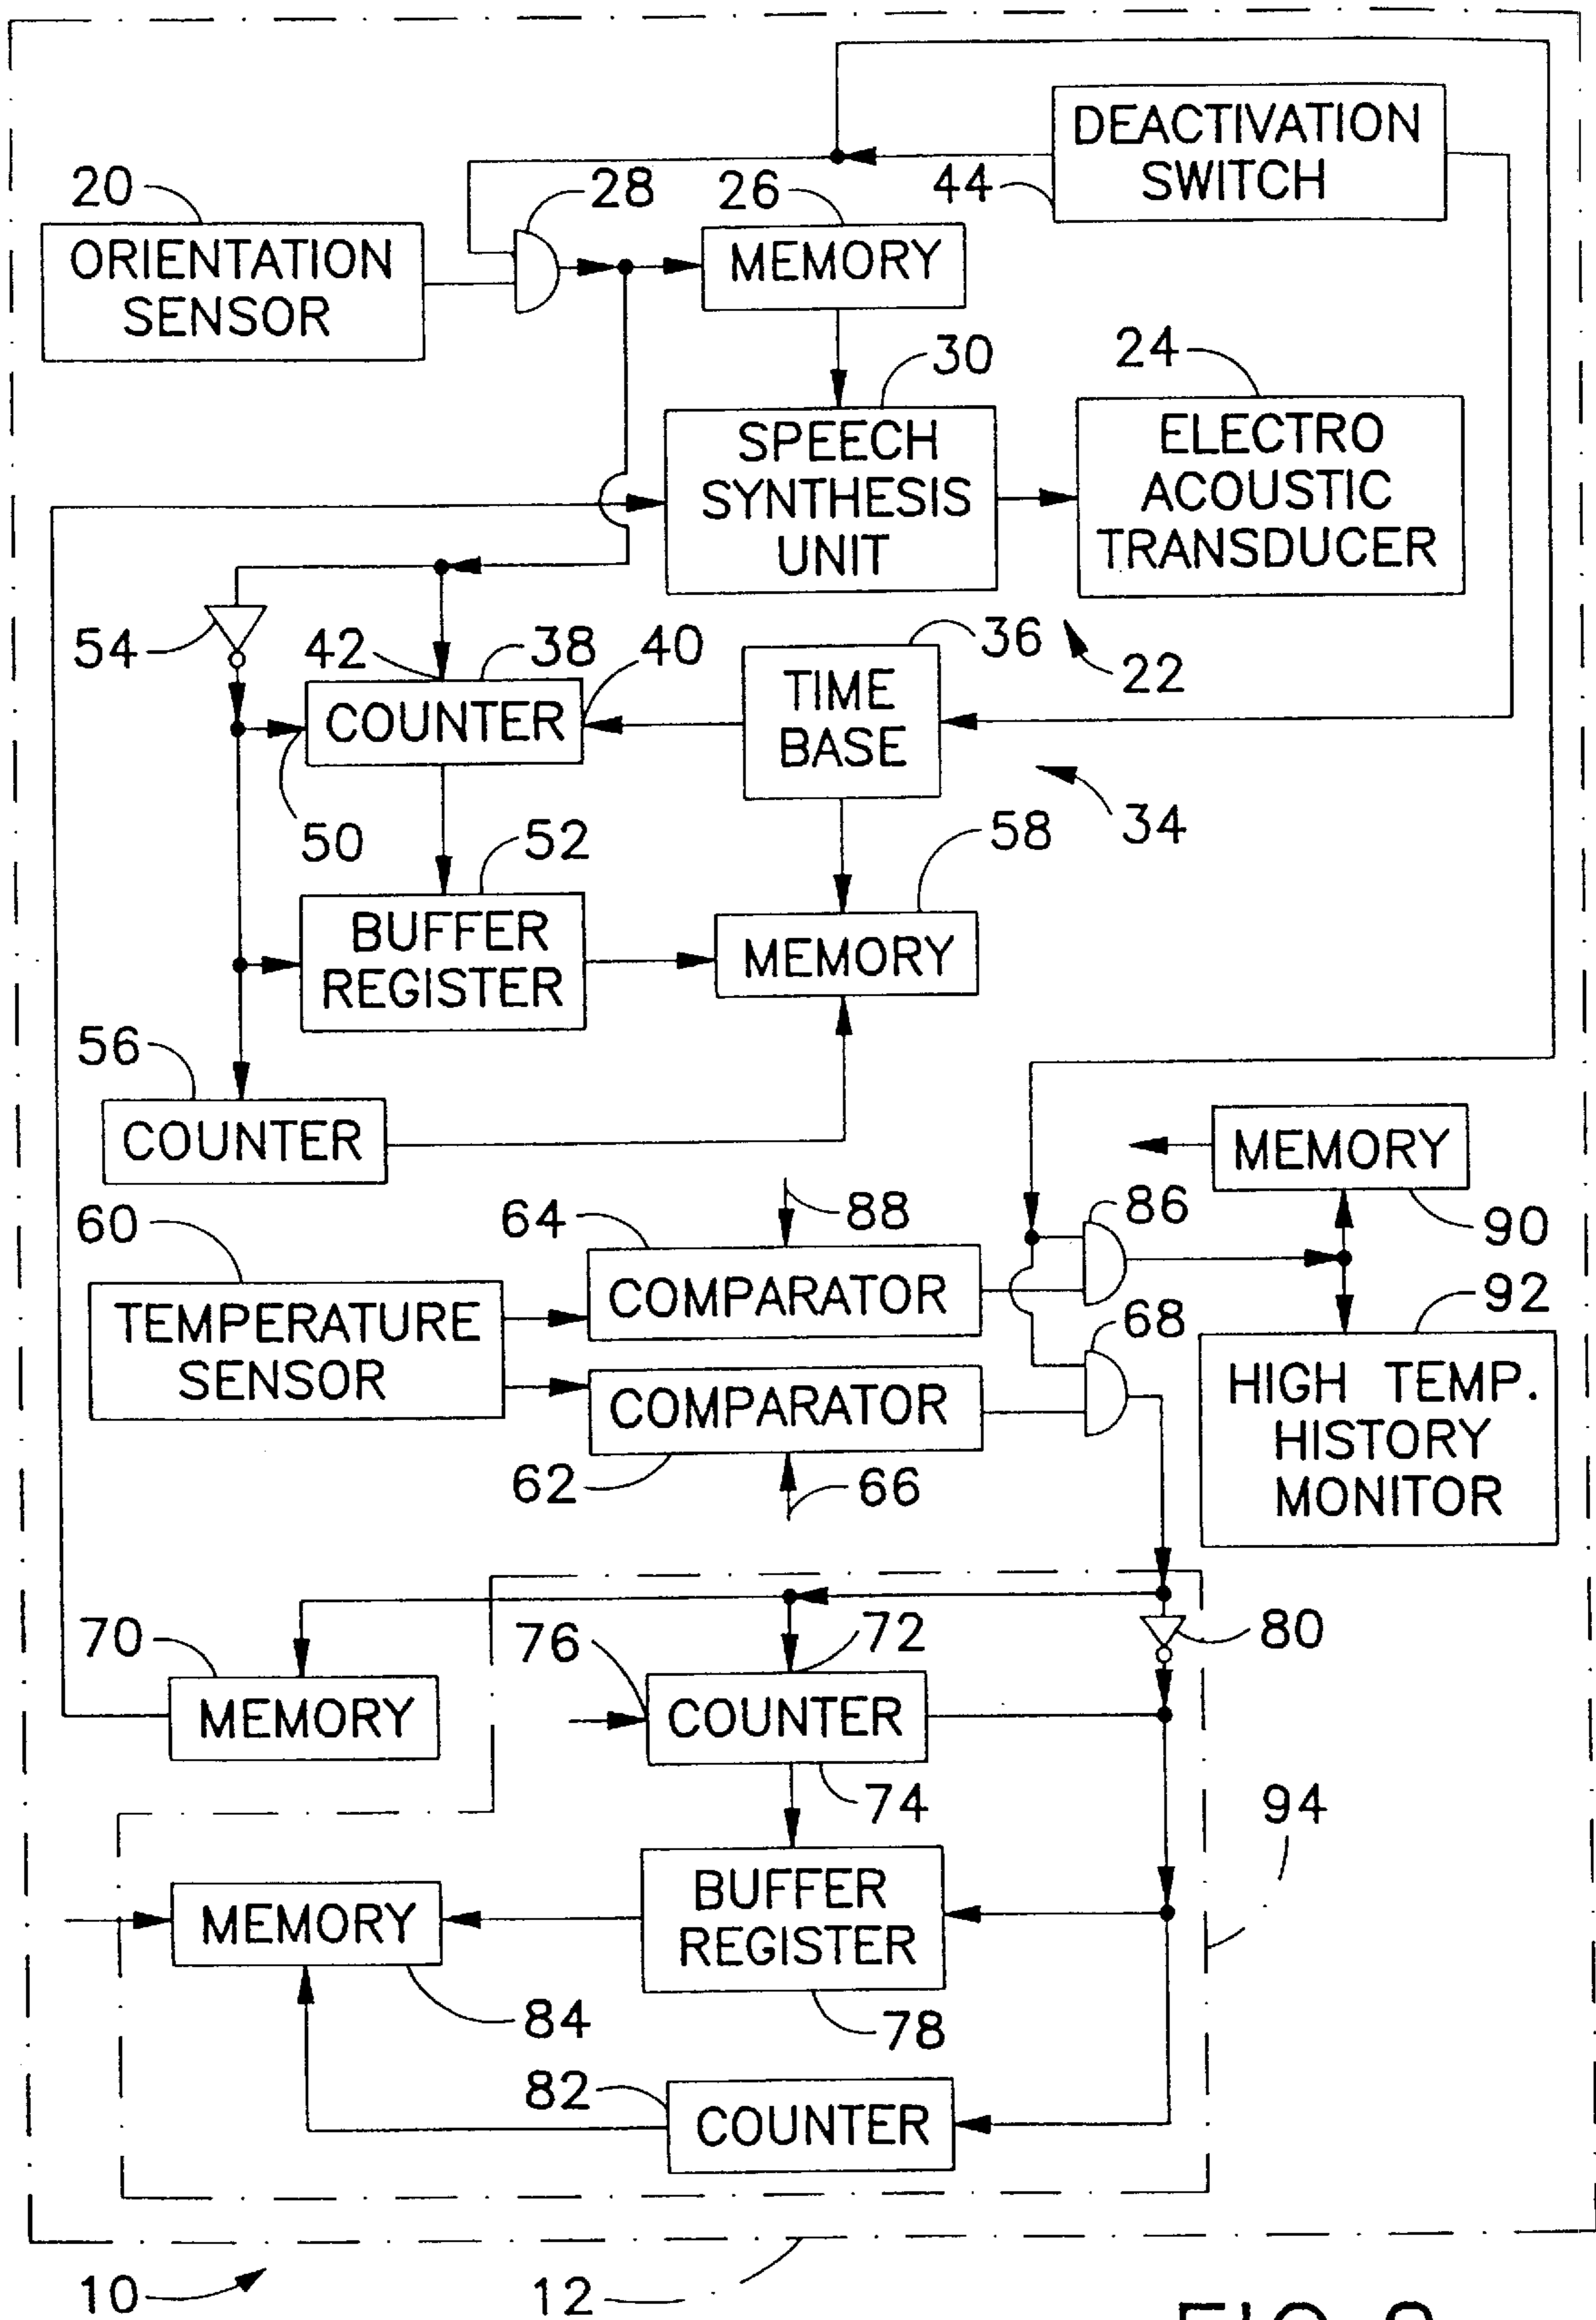 DEACTIVATION
SWITCH
44
20
28
26
ORIENTATION
SENSOR
MEMORY
30
24
SPEECH
SYNTHESIS
UNIT
ELECTRO
ACOUSTIC
TRANSDUCER
54
42
38
40
36
22
COUNTER
TIME
BASE
50
52
58
34
BUFFER
REGISTER
MEMORY
56
COUNTER
MEMORY
60
64
88
86
90
COMPARATOR
TEMPERATURE
SENSOR
68
92
COMPARATOR
HIGH TEMP.
HISTORY
MONITOR
62
66
70
76
72
80
MEMORY
COUNTER
74
94
BUFFER
REGISTER
MEMORY
84
78
82
COUNTER
10
12